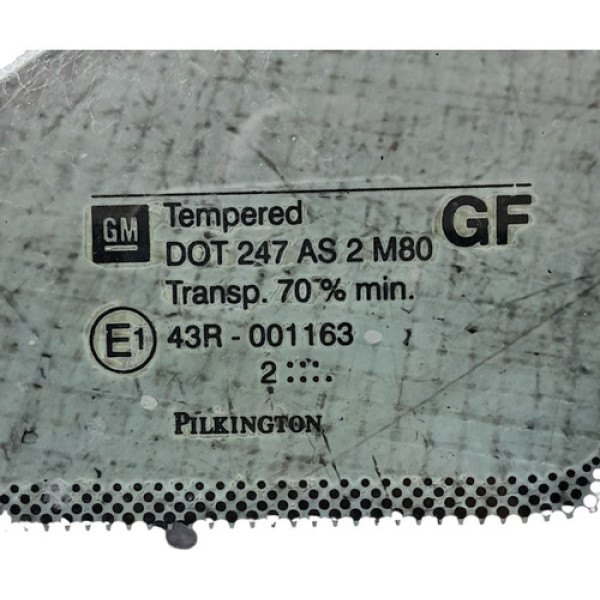 GM
Tempered
GF
DOT 247 AS 2 M80
Transp. 70 % min.
E1
43R - 001163
2 ::::.
PILKINGTON